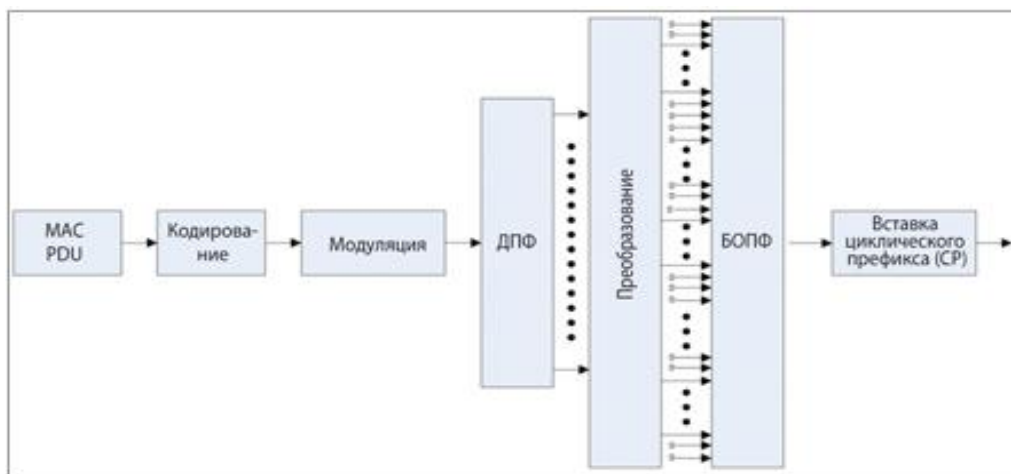 MAC
PDU
Кодирова-
ние
Модуляция
ДПФ
Преобразование
БОПФ
Вставка
циклического
префикса (CP)